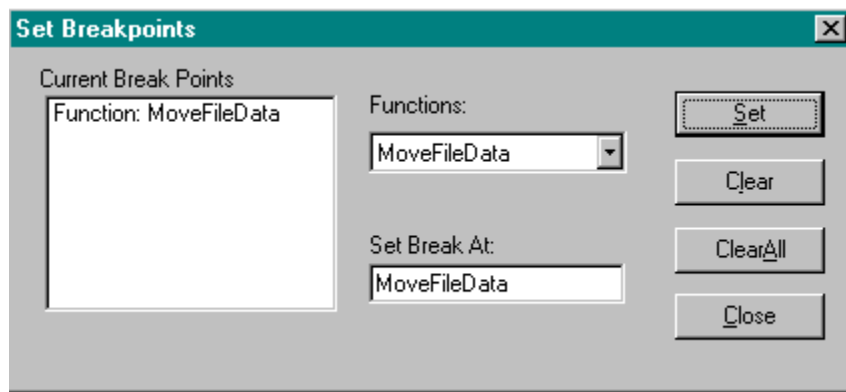 Set Breakpoints
Current Break Points
Function: MoveFileData
Functions:
MoveFileData
Set Break At:
MoveFileData
Set
Clear
ClearAll
Close